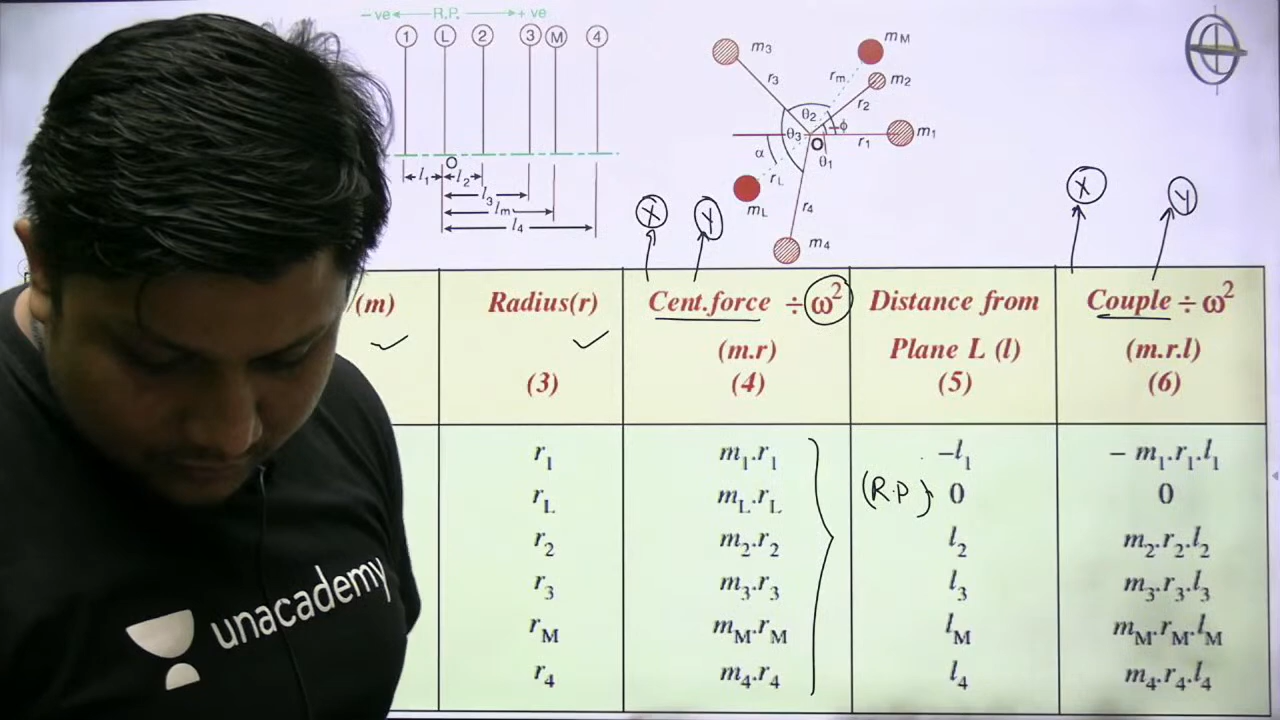 – ve R.P. + ve
1 L 2 3 M 4
O
l1 l2
l3
lm
l4
m3 mM
m2
r3 rm r2
θ2 –ϕ
θ3 O r1 m1
α θ1
rL
mL r4
m4
X Y X Y
(m) Radius(r) Cent.force ÷ ω² Distance from Couple ÷ ω²
(m.r) Plane L (l) (m.r.l)
(3) (4) (5) (6)
r1 m1.r1 –l1 – m1.r1.l1
rL mL.rL (R.P) 0 0
r2 m2.r2 l2 m2.r2.l2
r3 m3.r3 l3 m3.r3.l3
rM mM.rM lM mM.rM.lM
r4 m4.r4 l4 m4.r4.l4
unacademy